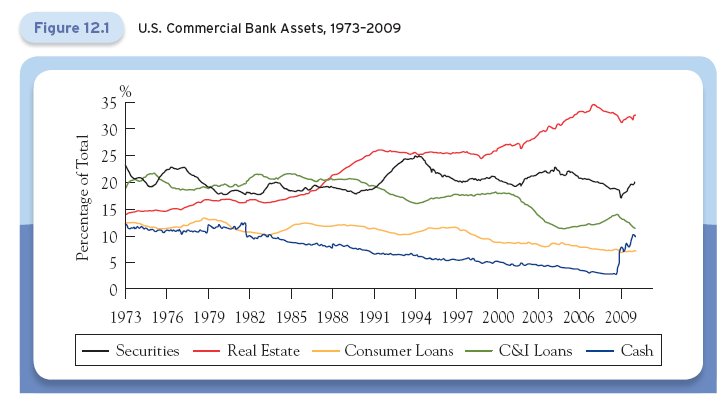 Figure 12.1 U.S. Commercial Bank Assets, 1973–2009
%
35
30
25
20
15
10
5
0
Percentage of Total
1973 1976 1979 1982 1985 1988 1991 1994 1997 2000 2003 2006 2009
Securities Real Estate Consumer Loans C&I Loans Cash